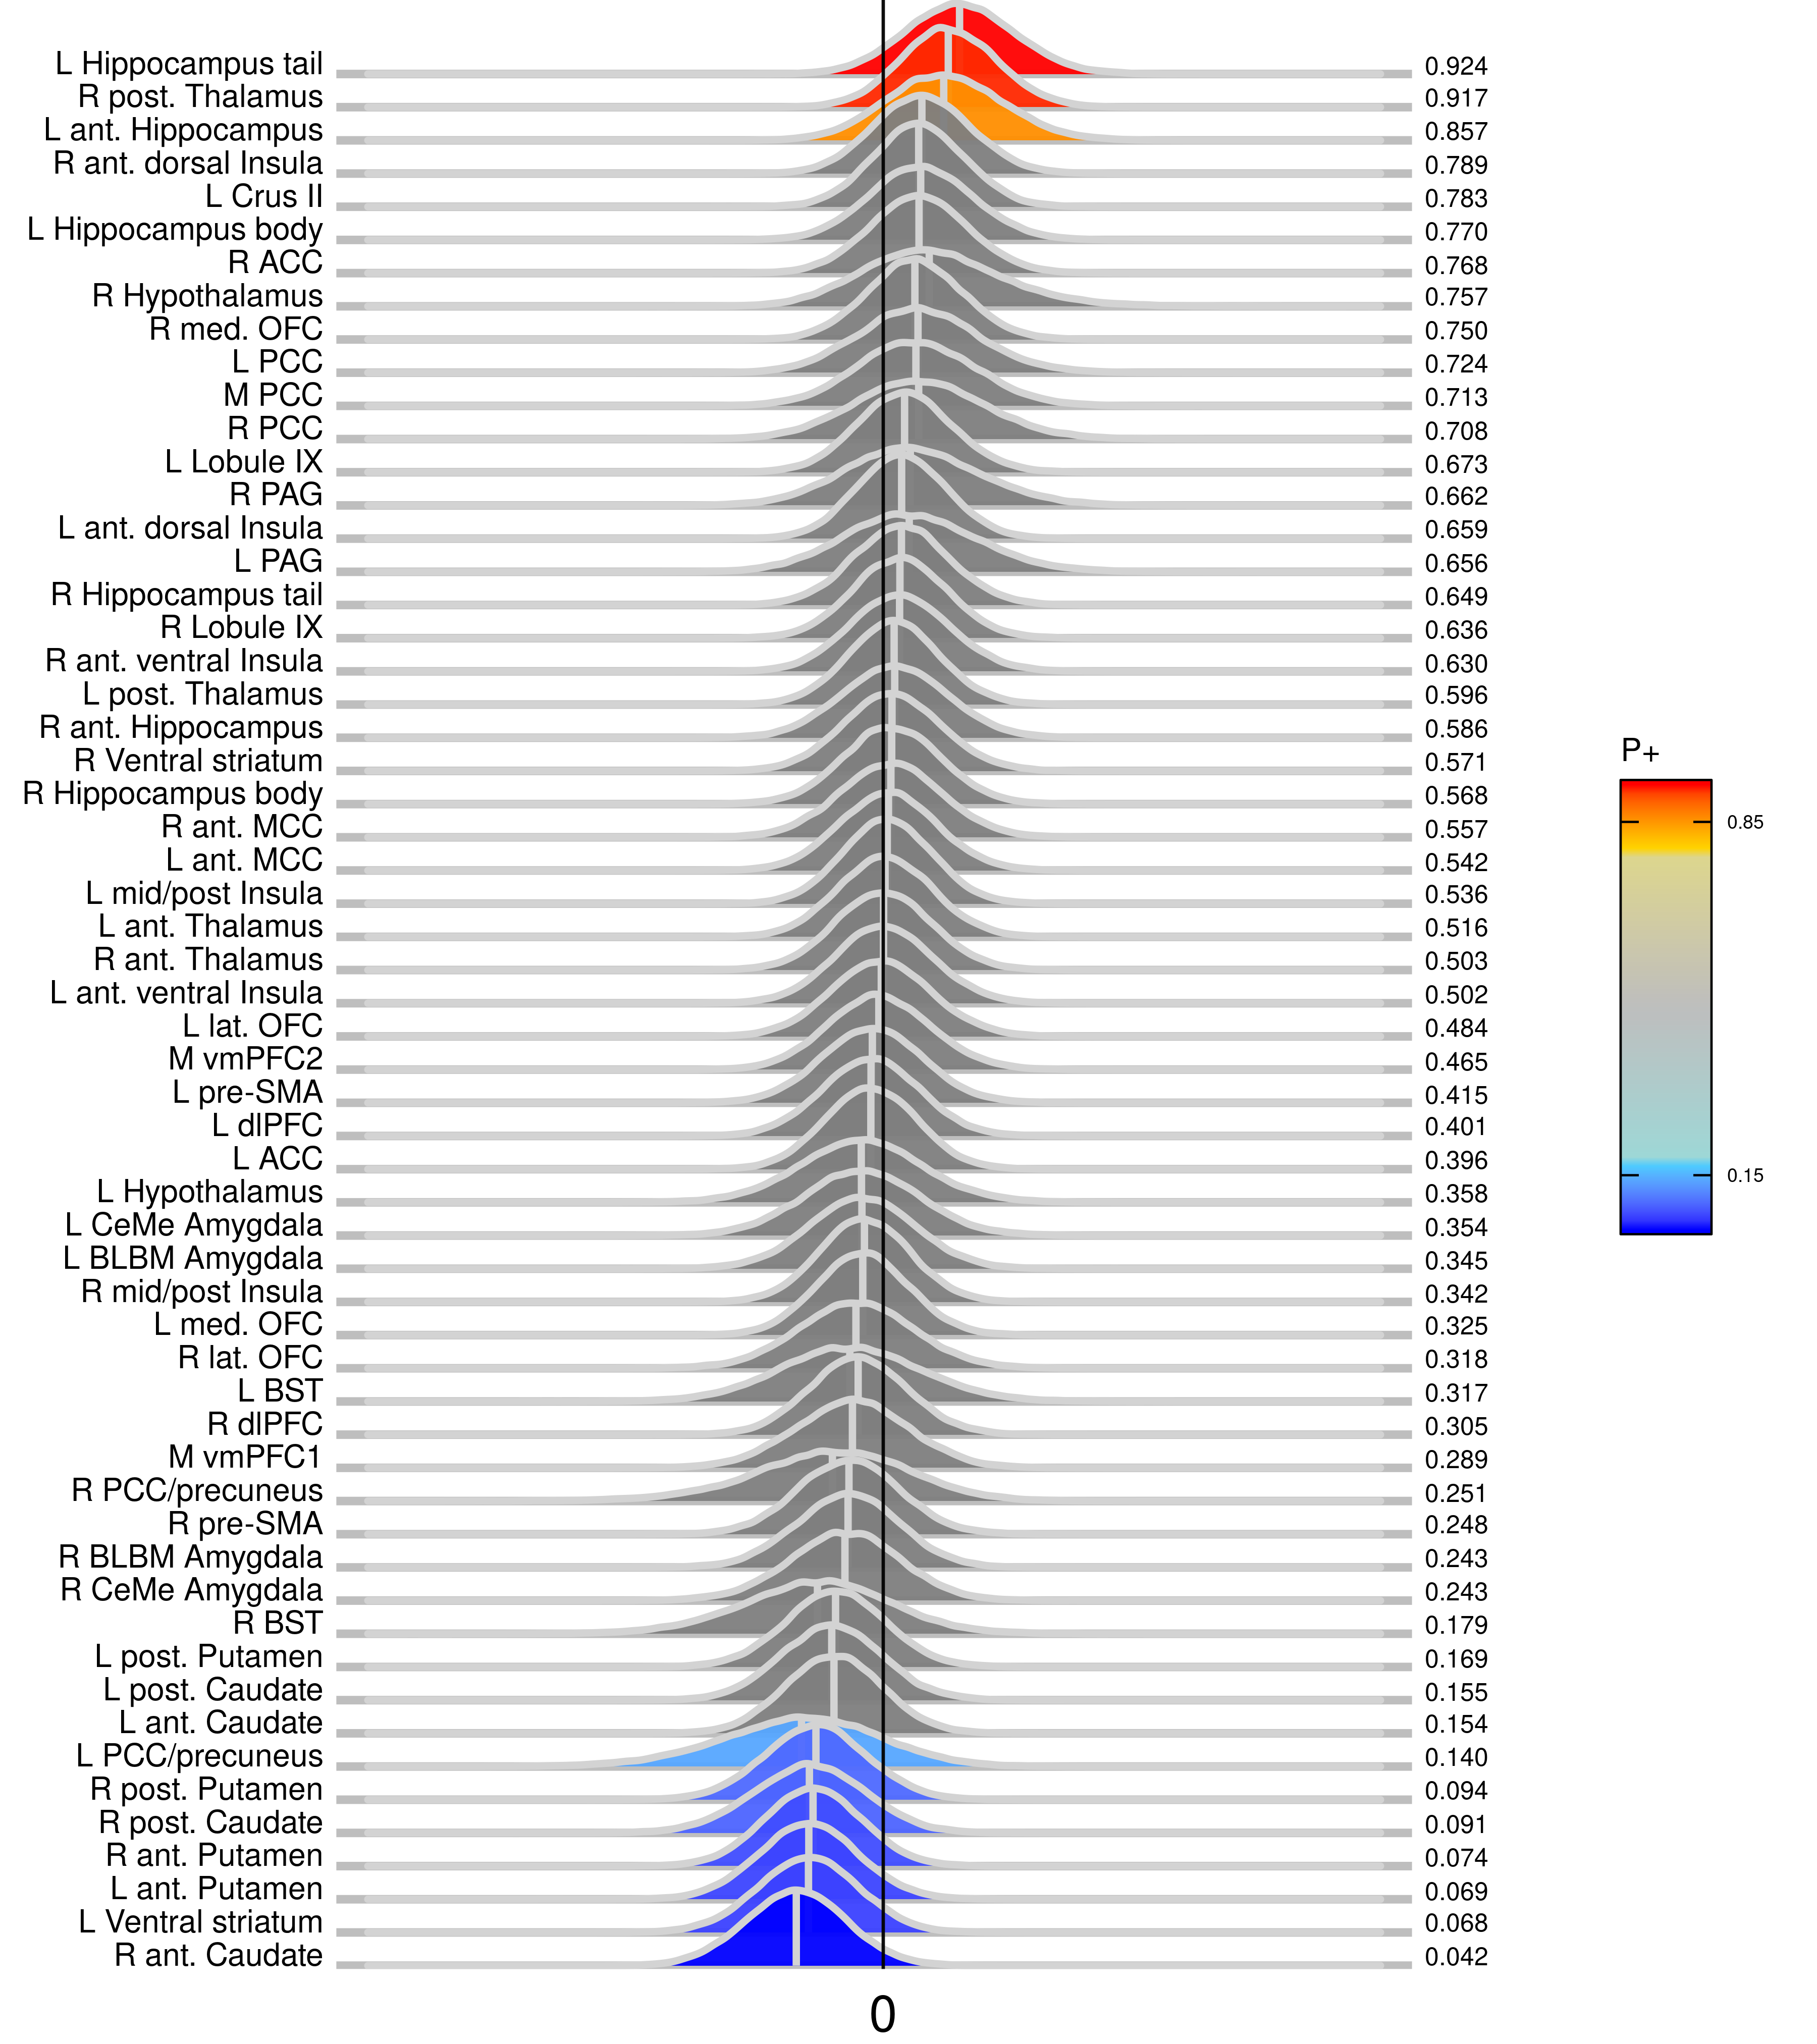 L Hippocampus tail 0.924
R post. Thalamus 0.917
L ant. Hippocampus 0.857
R ant. dorsal Insula 0.789
L Crus II 0.783
L Hippocampus body 0.770
R ACC 0.768
R Hypothalamus 0.757
R med. OFC 0.750
L PCC 0.724
M PCC 0.713
R PCC 0.708
L Lobule IX 0.673
R PAG 0.662
L ant. dorsal Insula 0.659
L PAG 0.656
R Hippocampus tail 0.649
R Lobule IX 0.636
R ant. ventral Insula 0.630
L post. Thalamus 0.596
R ant. Hippocampus 0.586
R Ventral striatum 0.571
R Hippocampus body 0.568
R ant. MCC 0.557
L ant. MCC 0.542
L mid/post Insula 0.536
L ant. Thalamus 0.516
R ant. Thalamus 0.503
L ant. ventral Insula 0.502
L lat. OFC 0.484
M vmPFC2 0.465
L pre-SMA 0.415
L dlPFC 0.401
L ACC 0.396
L Hypothalamus 0.358
L CeMe Amygdala 0.354
L BLBM Amygdala 0.345
R mid/post Insula 0.342
L med. OFC 0.325
R lat. OFC 0.318
L BST 0.317
R dlPFC 0.305
M vmPFC1 0.289
R PCC/precuneus 0.251
R pre-SMA 0.248
R BLBM Amygdala 0.243
R CeMe Amygdala 0.243
R BST 0.179
L post. Putamen 0.169
L post. Caudate 0.155
L ant. Caudate 0.154
L PCC/precuneus 0.140
R post. Putamen 0.094
R post. Caudate 0.091
R ant. Putamen 0.074
L ant. Putamen 0.069
L Ventral striatum 0.068
R ant. Caudate 0.042
0
P+
0.85
0.15